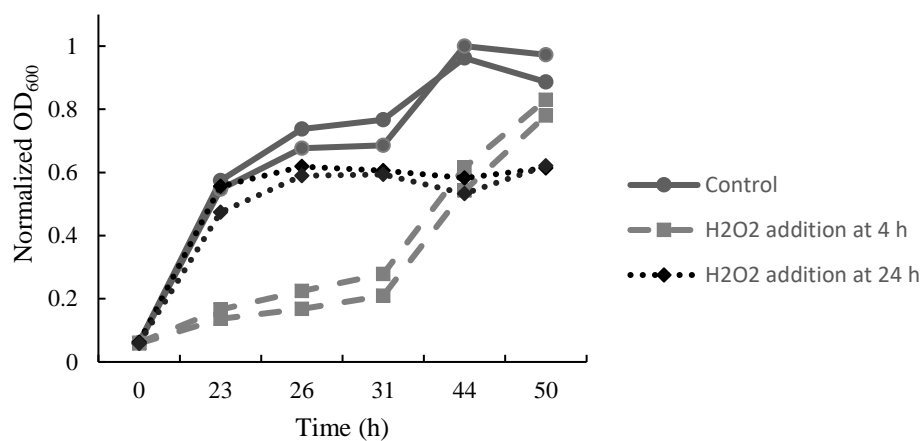 Normalized OD600
1
0.8
0.6
0.4
0.2
0
0 23 26 31 44 50
Time (h)
Control
H2O2 addition at 4 h
H2O2 addition at 24 h